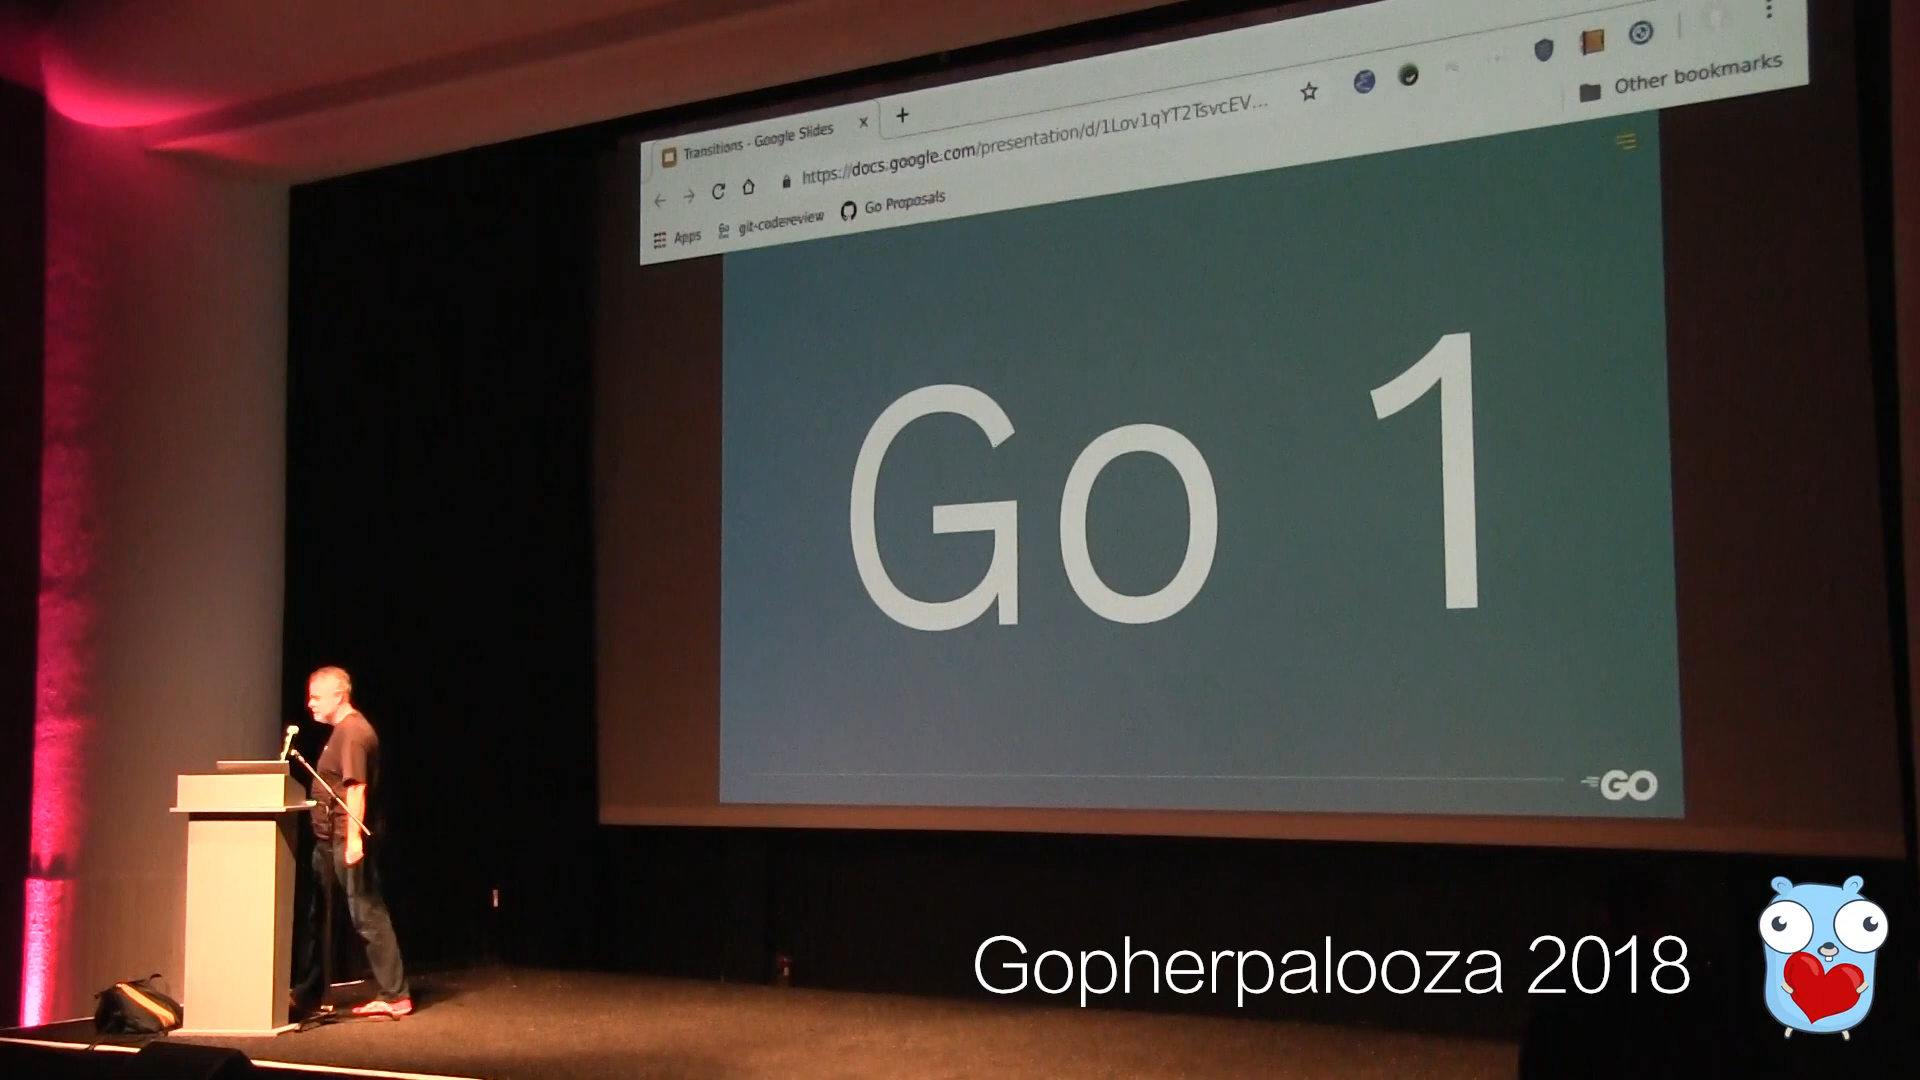 Transitions - Google Slides
https://docs.google.com/presentation/d/1Lov1qYT2TsvcEV...
Other bookmarks
Apps
git-codereview
Go Proposals
Go 1
GO
Gopherpalooza 2018